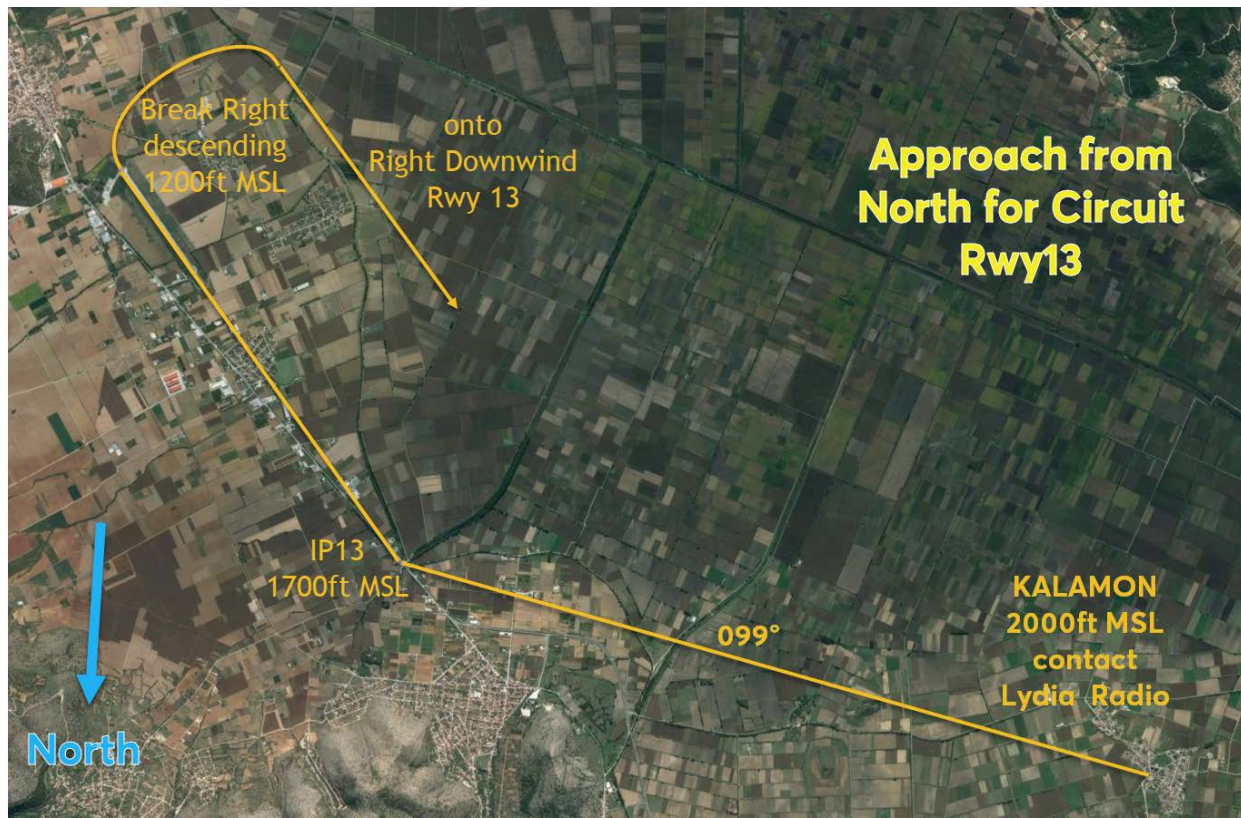 Break Right
descending
1200ft MSL
onto
Right Downwind
Rwy 13
Approach from
North for Circuit
Rwy13
IP13
1700ft MSL
099°
KALAMON
2000ft MSL
contact
Lydia Radio
North